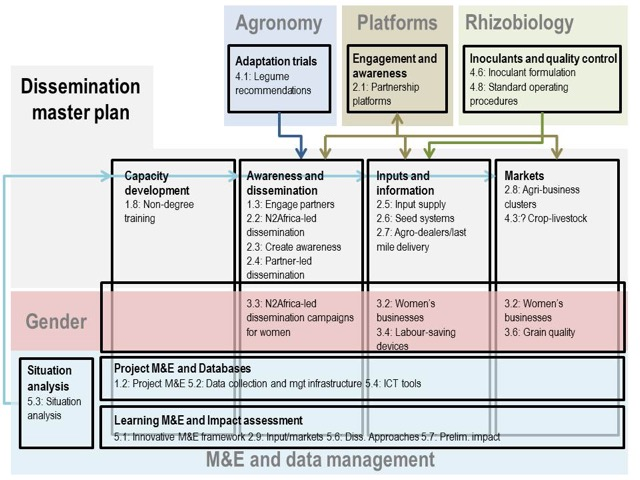 Agronomy
Platforms
Rhizobiology
Adaptation trials
4.1: Legume
recommendations
Engagement and
awareness
2.1: Partnership
platforms
Inoculants and quality control
4.6: Inoculant formulation
4.8: Standard operating
procedures
Dissemination
master plan
Capacity
development
1.8: Non-degree
training
Awareness and
dissemination
1.3: Engage partners
2.2: N2Africa-led
dissemination
2.3: Create awareness
2.4: Partner-led
dissemination
Inputs and
information
2.5: Input supply
2.6: Seed systems
2.7: Agro-dealers/last
mile delivery
Markets
2.8: Agri-business
clusters
4.3:? Crop-livestock
Gender
3.3: N2Africa-led
dissemination campaigns
for women
3.2: Women's
businesses
3.4: Labour-saving
devices
3.2: Women's
businesses
3.6: Grain quality
Situation
analysis
5.3: Situation
analysis
Project M&E and Databases
1.2: Project M&E 5.2: Data collection and mgt infrastructure 5.4: ICT tools
Learning M&E and Impact assessment
5.1: Innovative M&E framework 2.9: Input/markets 5.6: Diss. Approaches 5.7: Prelim. impact
M&E and data management